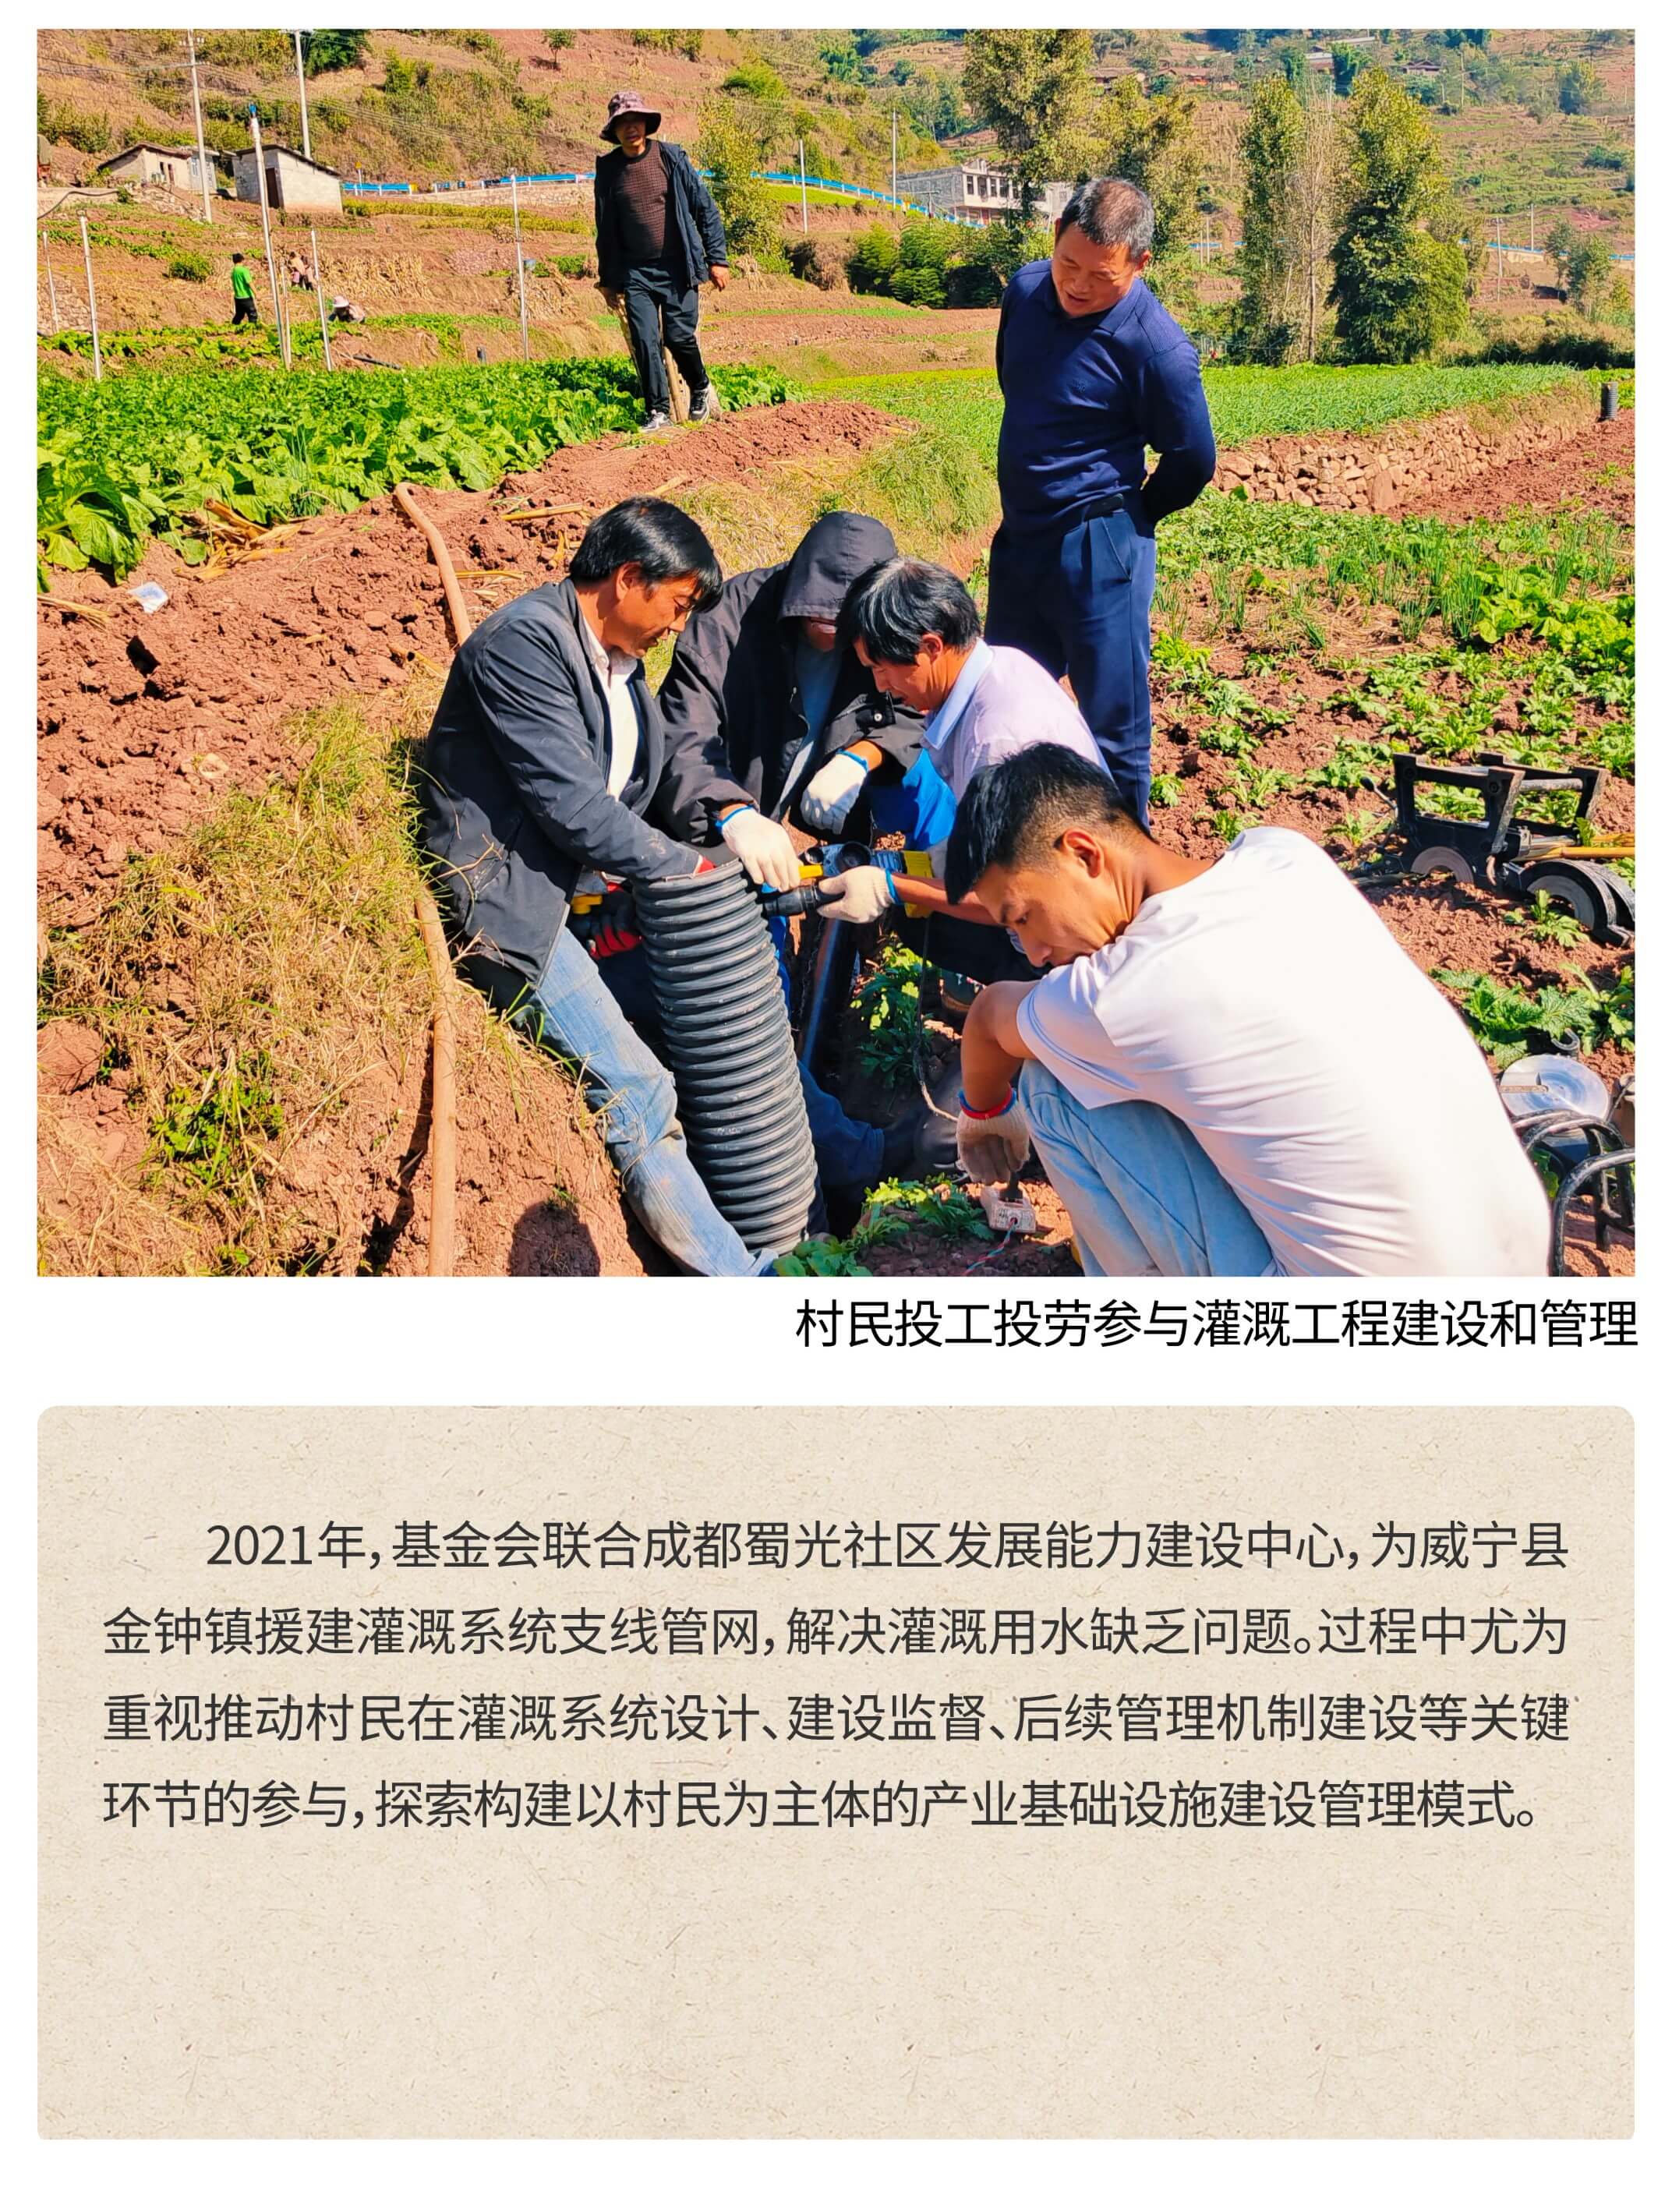 村民投工投劳参与灌溉工程建设和管理
2021年，基金会联合成都蜀光社区发展能力建设中心，为威宁县
金钟镇援建灌溉系统支线管网，解决灌溉用水缺乏问题。过程中尤为
重视推动村民在灌溉系统设计、建设监督、后续管理机制建设等关键
环节的参与，探索构建以村民为主体的产业基础设施建设管理模式。